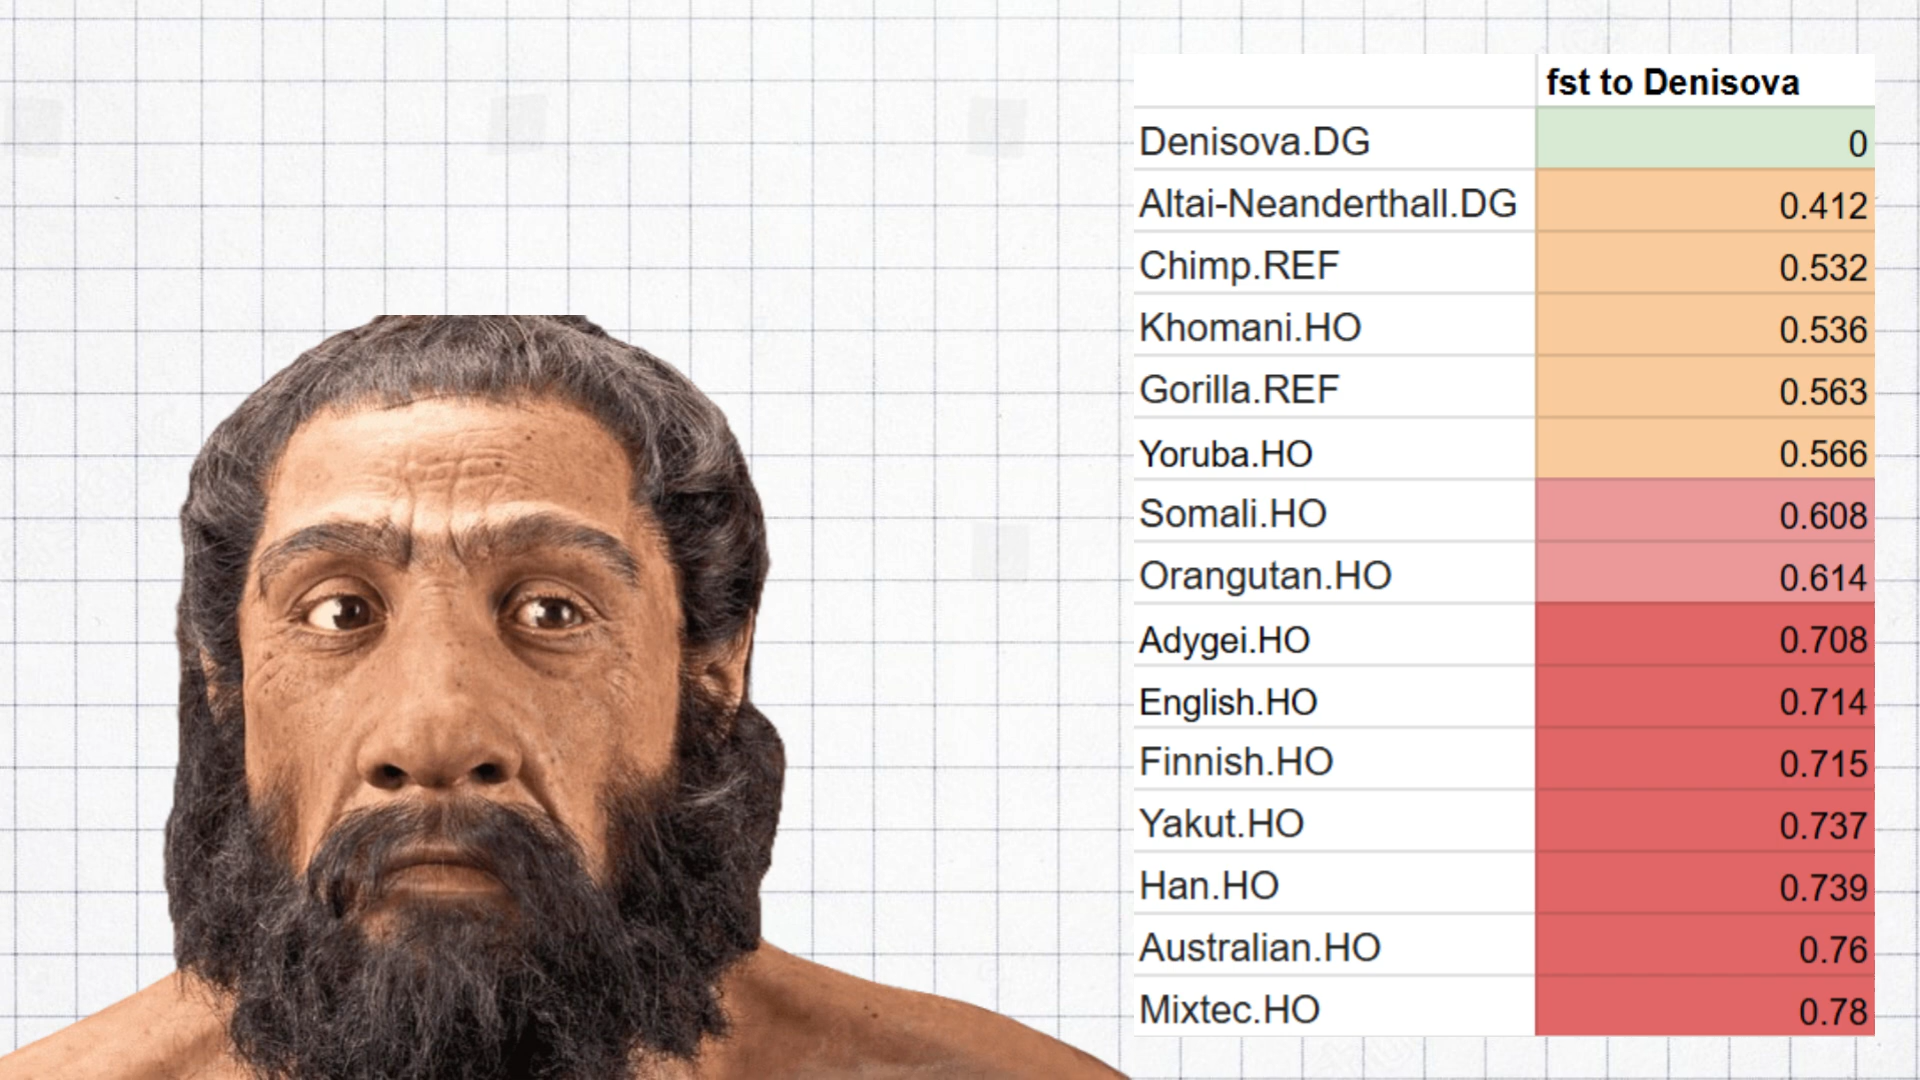 fst to Denisova
Denisova.DG 0
Altai-Neanderthall.DG 0.412
Chimp.REF 0.532
Khomani.HO 0.536
Gorilla.REF 0.563
Yoruba.HO 0.566
Somali.HO 0.608
Orangutan.HO 0.614
Adygei.HO 0.708
English.HO 0.714
Finnish.HO 0.715
Yakut.HO 0.737
Han.HO 0.739
Australian.HO 0.76
Mixtec.HO 0.78